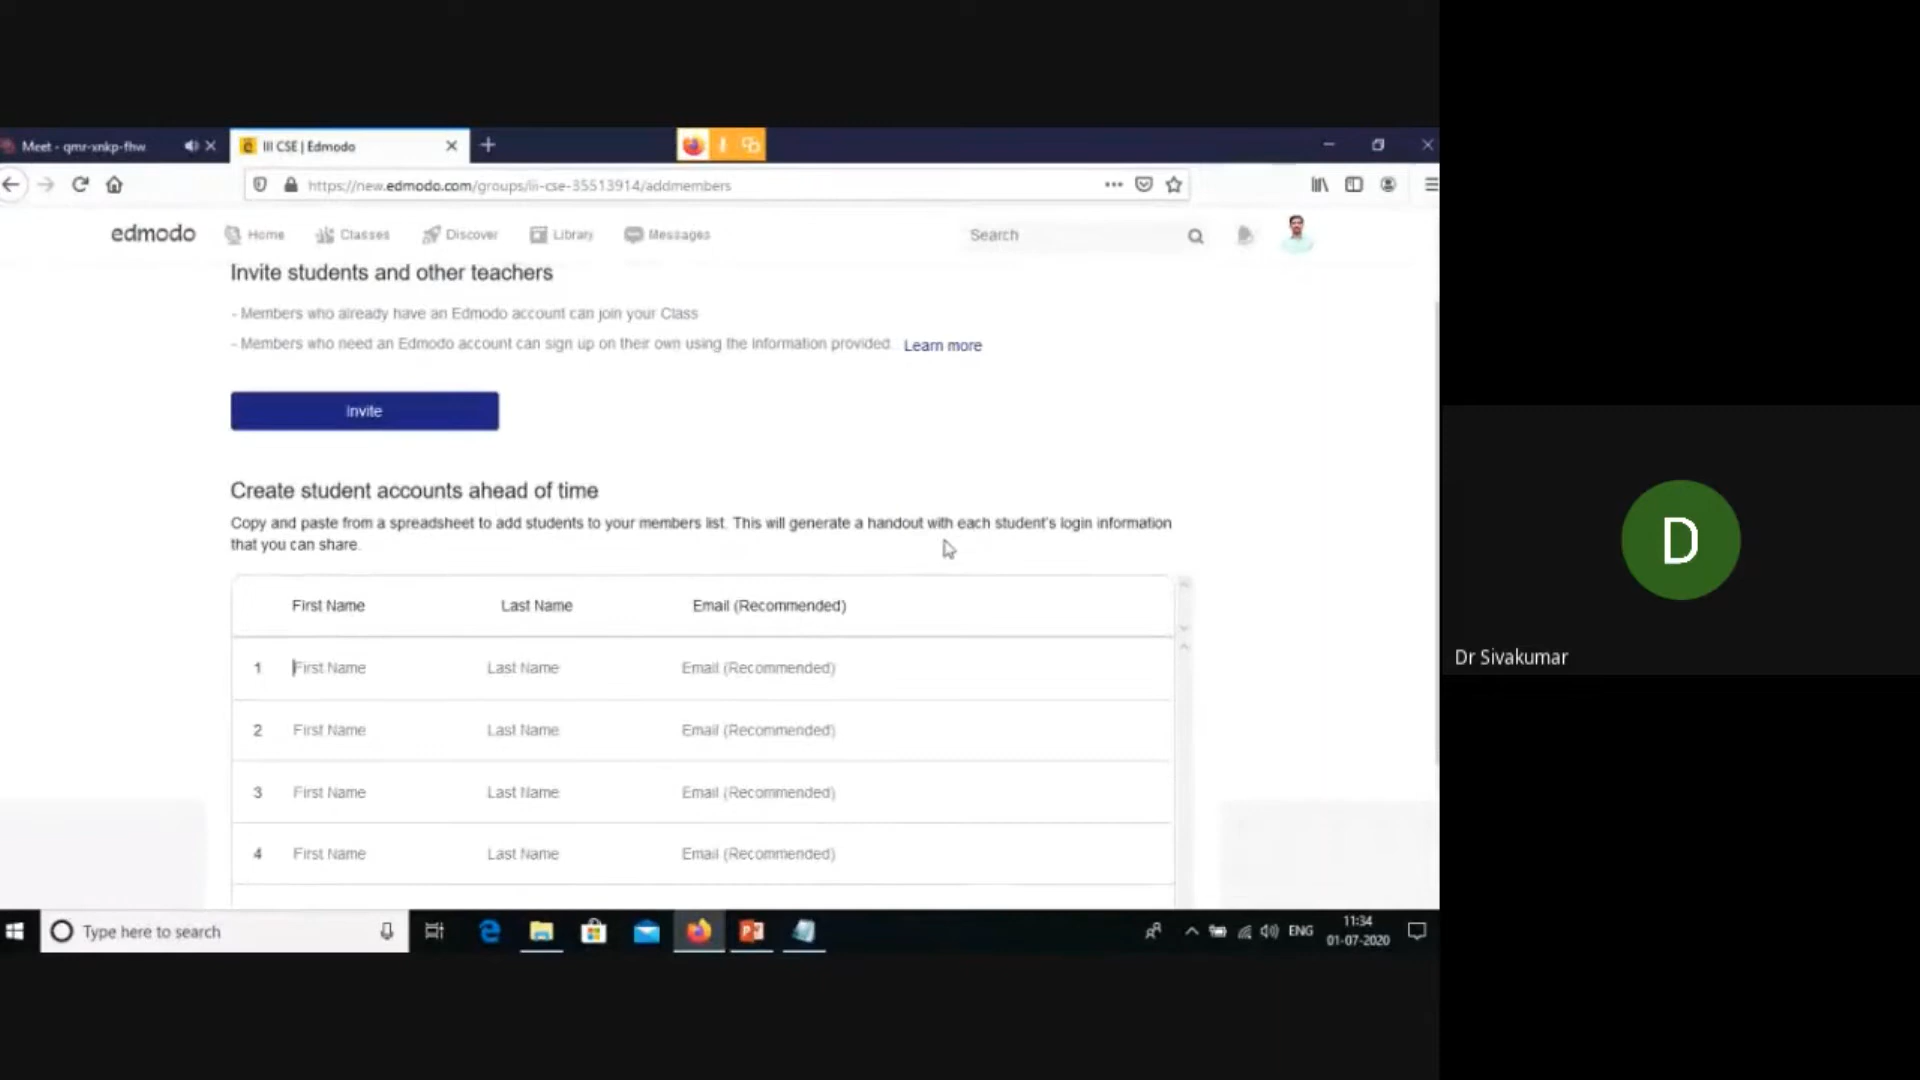 Meet - qmr-xnkp-fhw
III CSE | Edmodo
https://new.edmodo.com/groups/iii-cse-35513914/addmembers
edmodo Home Classes Discover Library Messages Search
Invite students and other teachers
- Members who already have an Edmodo account can join your Class
- Members who need an Edmodo account can sign up on their own using the information provided. Learn more
Invite
Create student accounts ahead of time
Copy and paste from a spreadsheet to add students to your members list. This will generate a handout with each student's login information
that you can share.
First Name Last Name Email (Recommended)
1 First Name Last Name Email (Recommended)
2 First Name Last Name Email (Recommended)
3 First Name Last Name Email (Recommended)
4 First Name Last Name Email (Recommended)
Type here to search
ENG
11:34
01-07-2020
D
Dr Sivakumar